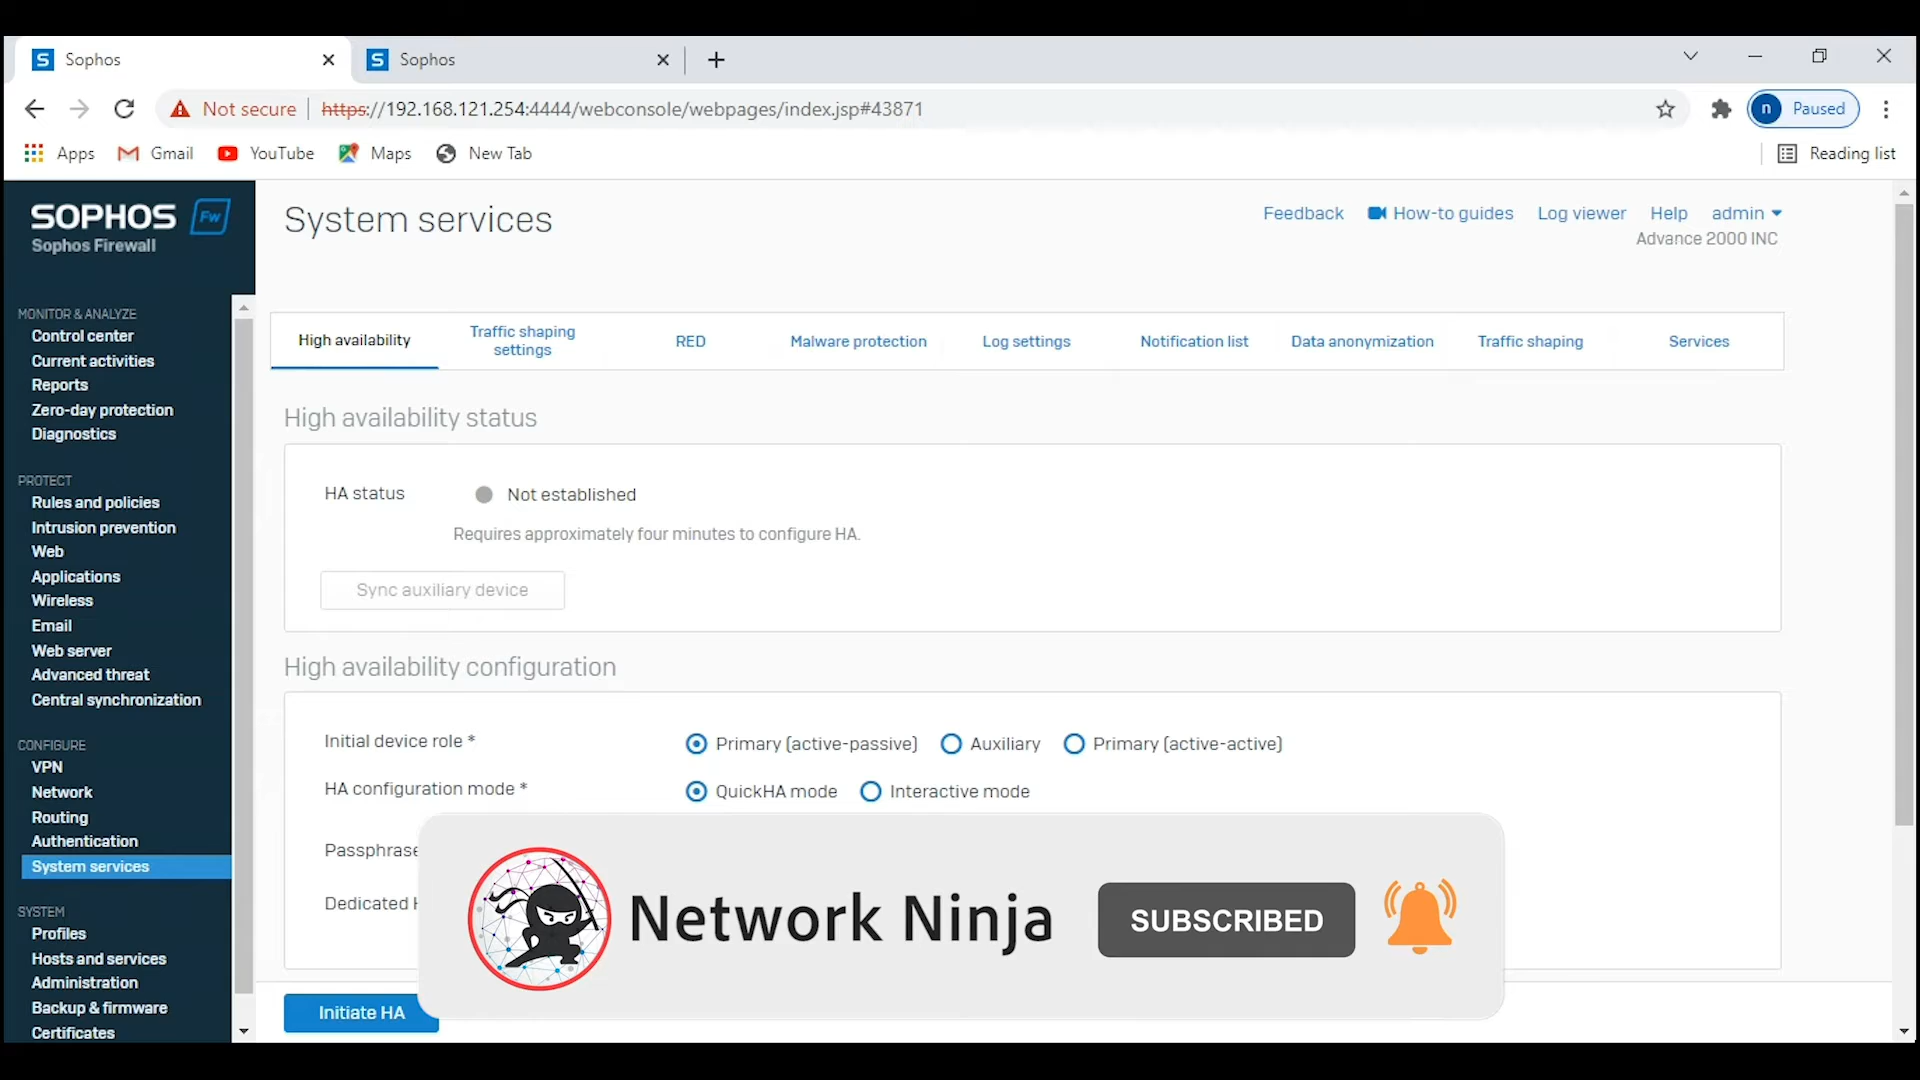 Sophos
Sophos
Not secure https://192.168.121.254:4444/webconsole/webpages/index.jsp#43871
n Paused
Apps Gmail YouTube Maps New Tab Reading list
SOPHOS Fw
Sophos Firewall
System services
Feedback How-to guides Log viewer Help admin
Advance 2000 INC
MONITOR & ANALYZE
Control center
Current activities
Reports
Zero-day protection
Diagnostics
PROTECT
Rules and policies
Intrusion prevention
Web
Applications
Wireless
Email
Web server
Advanced threat
Central synchronization
CONFIGURE
VPN
Network
Routing
Authentication
System services
SYSTEM
Profiles
Hosts and services
Administration
Backup & firmware
Certificates
High availability
Traffic shaping
settings
RED
Malware protection
Log settings
Notification list
Data anonymization
Traffic shaping
Services
High availability status
HA status Not established
Requires approximately four minutes to configure HA.
Sync auxiliary device
High availability configuration
Initial device role * Primary (active-passive) Auxiliary Primary (active-active)
HA configuration mode * QuickHA mode Interactive mode
Passphrase
Dedicated
Network Ninja SUBSCRIBED
Initiate HA